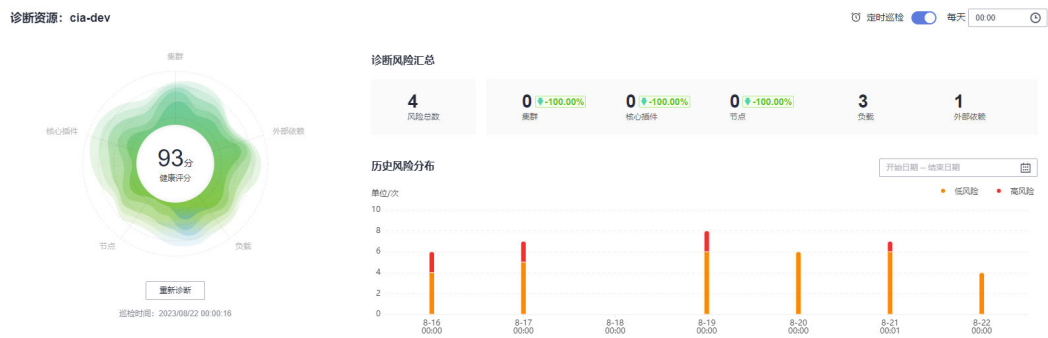 诊断资源：cia-dev
定时巡检 每天 00:00
集群
核心插件
外部依赖
93分
健康评分
节点
负载
重新诊断
巡检时间：2023/08/22 00:00:16
诊断风险汇总
4
风险总数
0 -100.00%
集群
0 -100.00%
核心插件
0 -100.00%
节点
3
负载
1
外部依赖
历史风险分布
开始日期 – 结束日期
单位/次
低风险 高风险
10
8
6
4
2
0
8-16
00:00
8-17
00:00
8-18
00:00
8-19
00:00
8-20
00:00
8-21
00:01
8-22
00:00